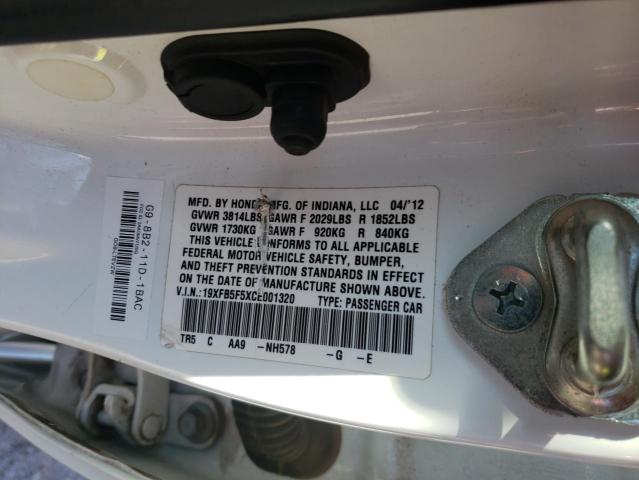 MFD. BY HONDA MFG. OF INDIANA, LLC 04/'12
GVWR 3814LBS GAWR F 2029LBS R 1852LBS
GVWR 1730KG GAWR F 920KG R 840KG
THIS VEHICLE CONFORMS TO ALL APPLICABLE
FEDERAL MOTOR VEHICLE SAFETY, BUMPER,
AND THEFT PREVENTION STANDARDS IN EFFECT
ON THE DATE OF MANUFACTURE SHOWN ABOVE.
V.I.N.:19XFB5F5XCE001320 TYPE: PASSENGER CAR
TR5 C AA9 -NH578 -G -E
G9-8B2-11D-1BAC